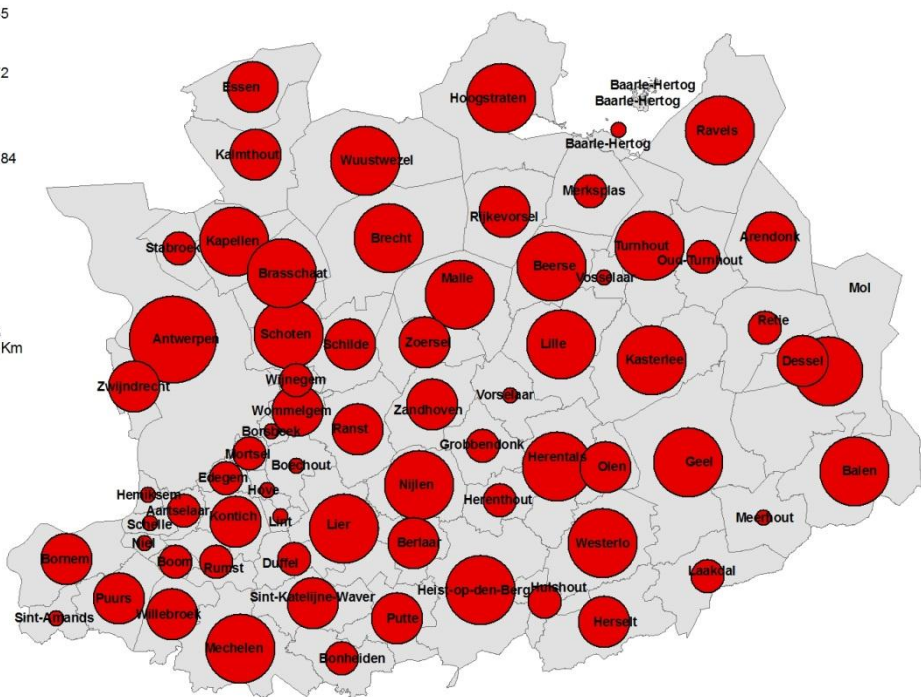 5
2
84
Km
Essen
Hoogstraten
Baarle-Hertog
Baarle-Hertog
Baarle-Hertog
Ravels
Kalmthout
Wuustwezel
Merksplas
Rijkevorsel
Stabroek
Kapellen
Brecht
Turnhout
Arendonk
Oud-Turnhout
Beerse
Vosselaar
Brasschaat
Malle
Mol
Antwerpen
Schoten
Schilde
Zoersel
Lille
Kasterlee
Retie
Dessel
Zwijndrecht
Wijnegem
Wommelgem
Zandhoven
Vorselaar
Borsbeek
Ranst
Grobbendonk
Mortsel
Boechout
Herentals
Olen
Geel
Balen
Edegem
Hove
Nijlen
Hemiksem
Aartselaar
Schelle
Kontich
Lint
Lier
Herenthout
Meerhout
Niel
Berlaar
Westerlo
Bornem
Boom
Rumst
Duffel
Laakdal
Heist-op-den-Berg
Hulshout
Puurs
Sint-Katelijne-Waver
Sint-Amands
Willebroek
Putte
Herselt
Mechelen
Bonheiden